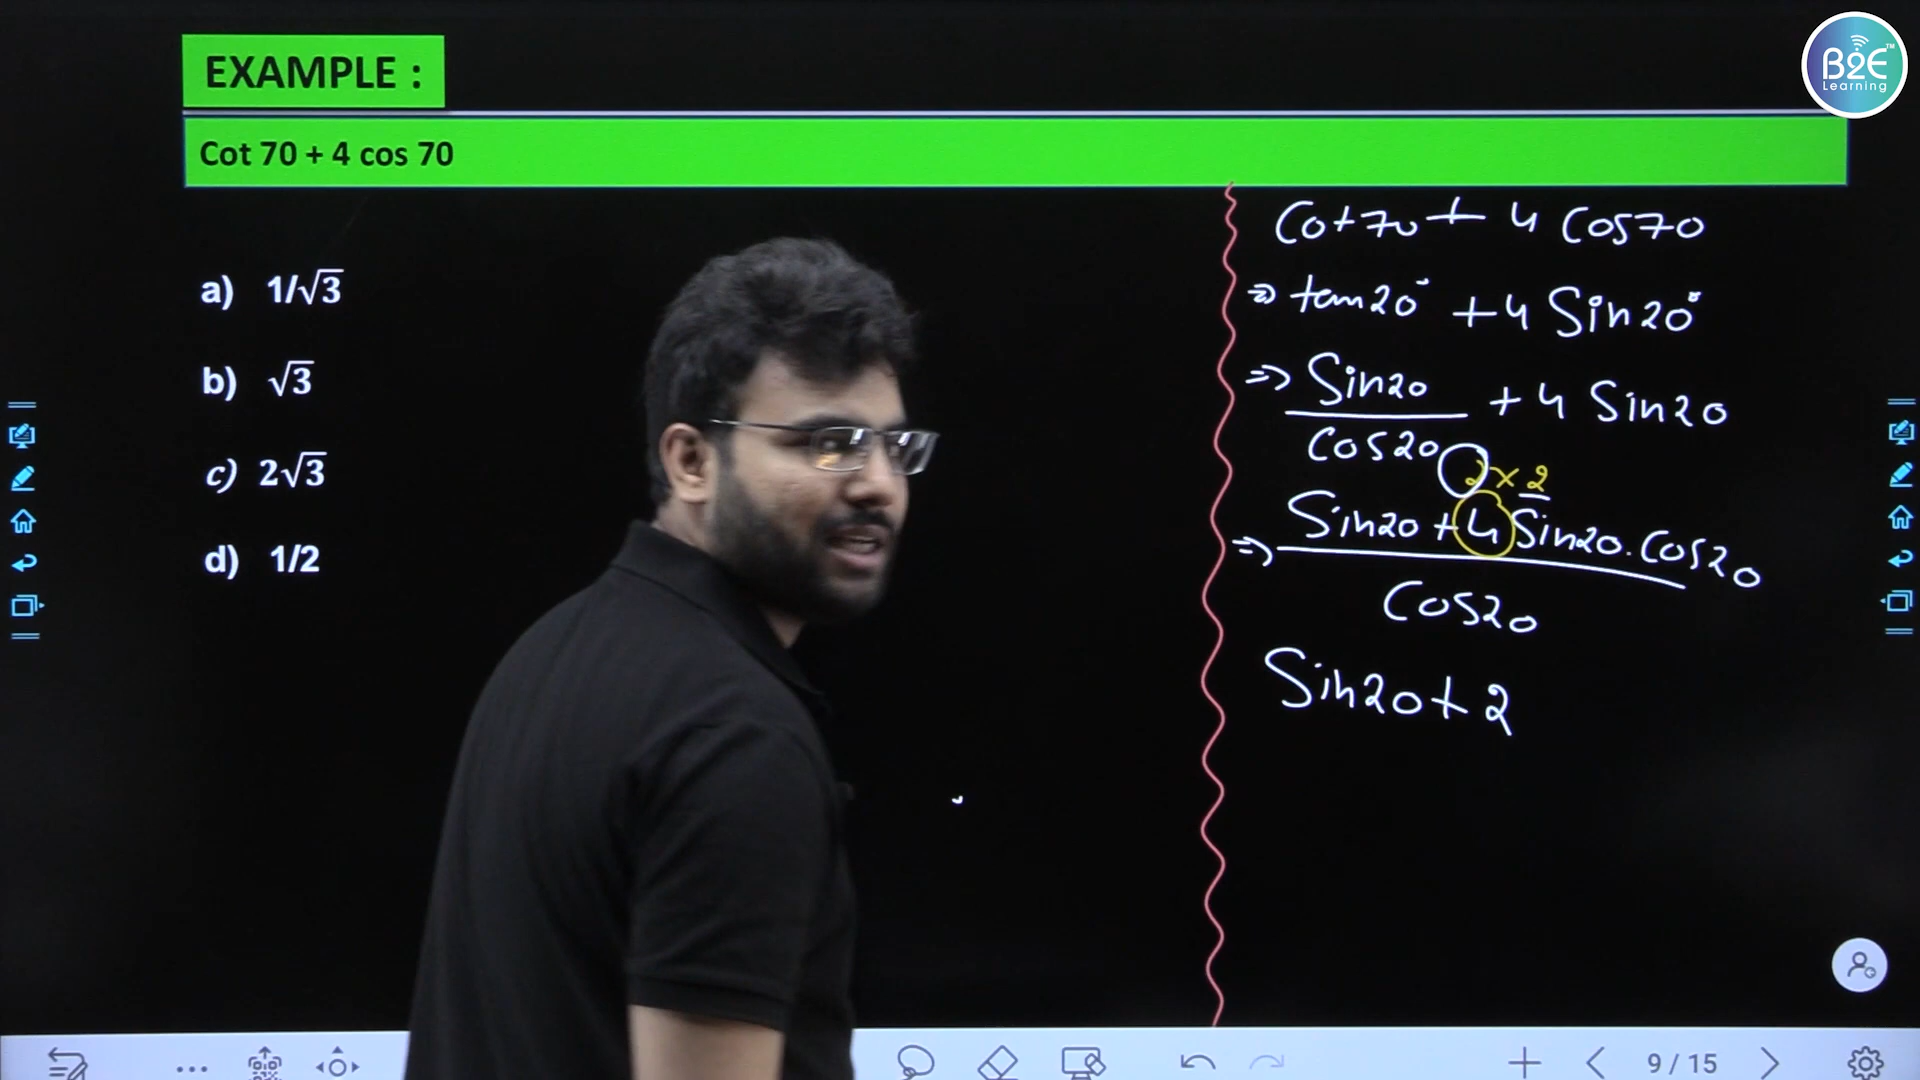 B2E™
Learning
EXAMPLE :
Cot 70 + 4 cos 70
a) 1/√3
b) √3
c) 2√3
d) 1/2
Cot70 + 4 Cos70
⇒ tan20° + 4 Sin20°
⇒ Sin20 + 4 Sin20
Cos20
2 × 2
⇒ Sin20 + 4 Sin20. Cos20
Cos20
Sin20 + 2
9 / 15